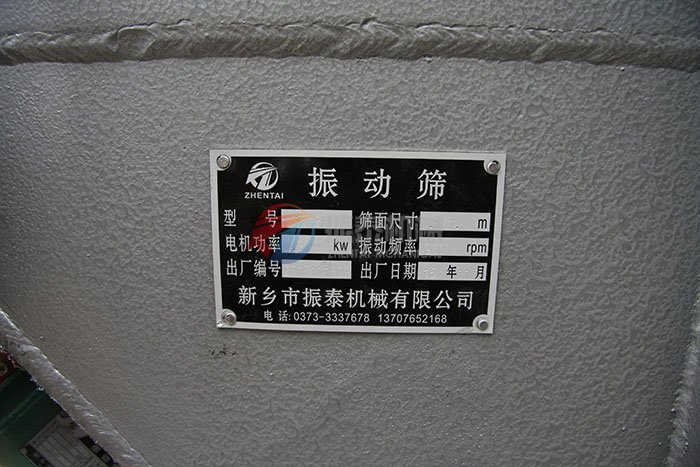 ZHENTAI
振动筛
型 号 筛面尺寸 m
电机功率 kw 振动频率 rpm
出厂编号 出厂日期 年 月
新乡市振泰机械有限公司
电话:0373-3337678 13707652168